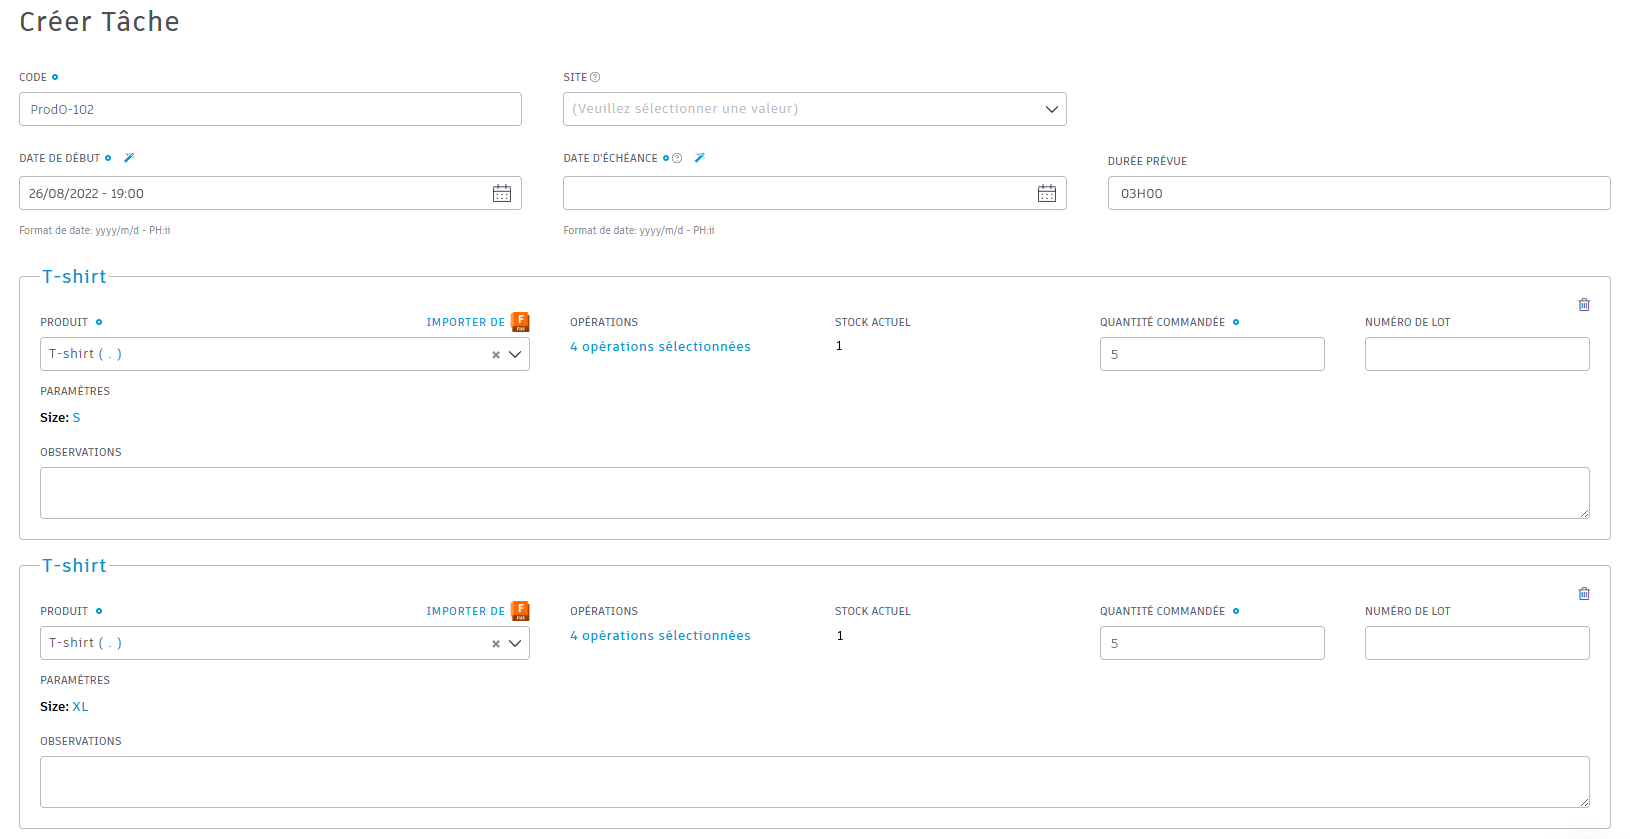 Créer Tâche
CODE
SITE
ProdO-102
(Veuillez sélectionner une valeur)
DATE DE DÉBUT
DATE D'ÉCHÉANCE
DURÉE PRÉVUE
26/08/2022 - 19:00
03H00
Format de date: yyyy/m/d - PH:ii
Format de date: yyyy/m/d - PH:ii
T-shirt
PRODUIT
IMPORTER DE
OPÉRATIONS
STOCK ACTUEL
QUANTITÉ COMMANDÉE
NUMÉRO DE LOT
T-shirt ( . )
4 opérations sélectionnées
1
5
PARAMÈTRES
Size: S
OBSERVATIONS
T-shirt
PRODUIT
IMPORTER DE
OPÉRATIONS
STOCK ACTUEL
QUANTITÉ COMMANDÉE
NUMÉRO DE LOT
T-shirt ( . )
4 opérations sélectionnées
1
5
PARAMÈTRES
Size: XL
OBSERVATIONS